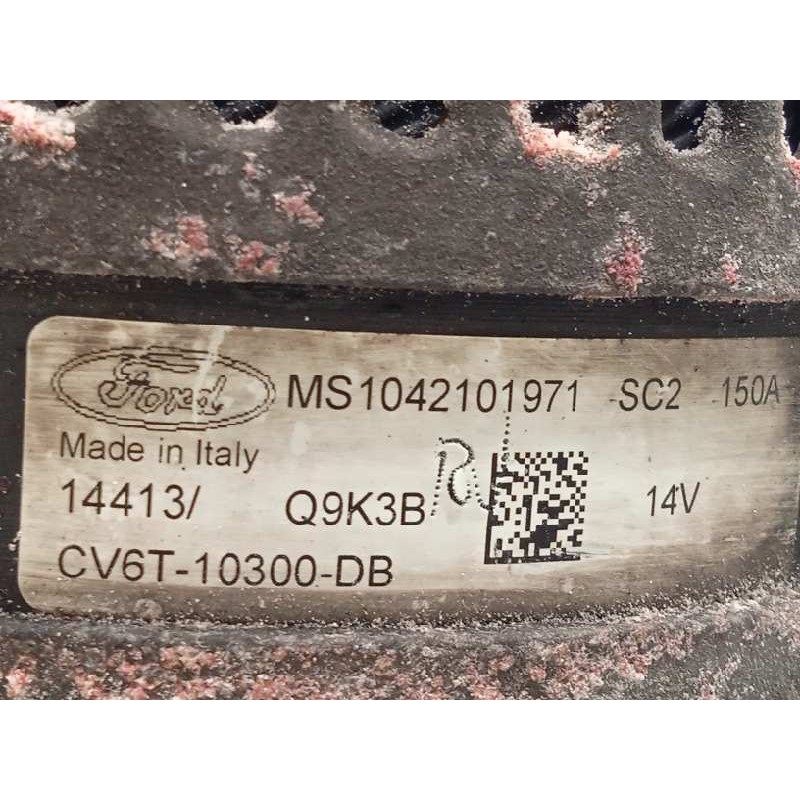 Ford MS1042101971 SC2 150A
Made in Italy
14413/ Q9K3B 14V
CV6T-10300-DB